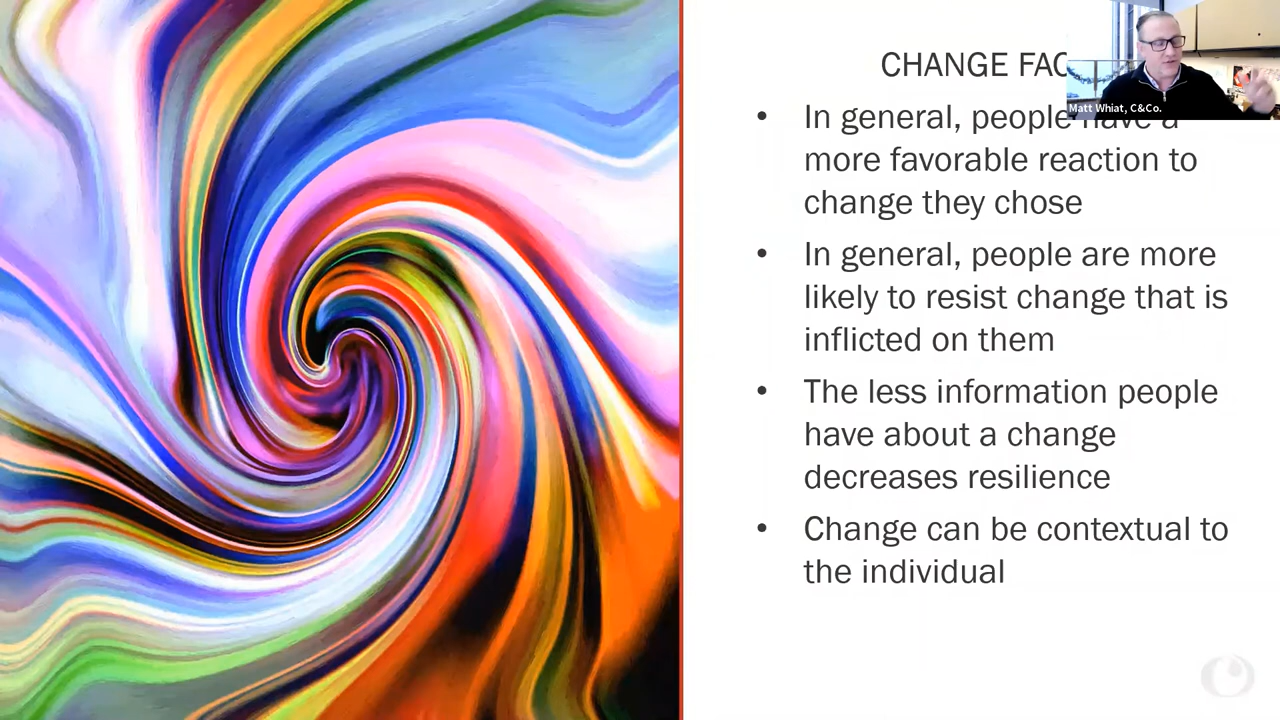 CHANGE FAC
Matt Whiat, C&Co.
• In general, people have a
more favorable reaction to
change they chose
• In general, people are more
likely to resist change that is
inflicted on them
• The less information people
have about a change
decreases resilience
• Change can be contextual to
the individual